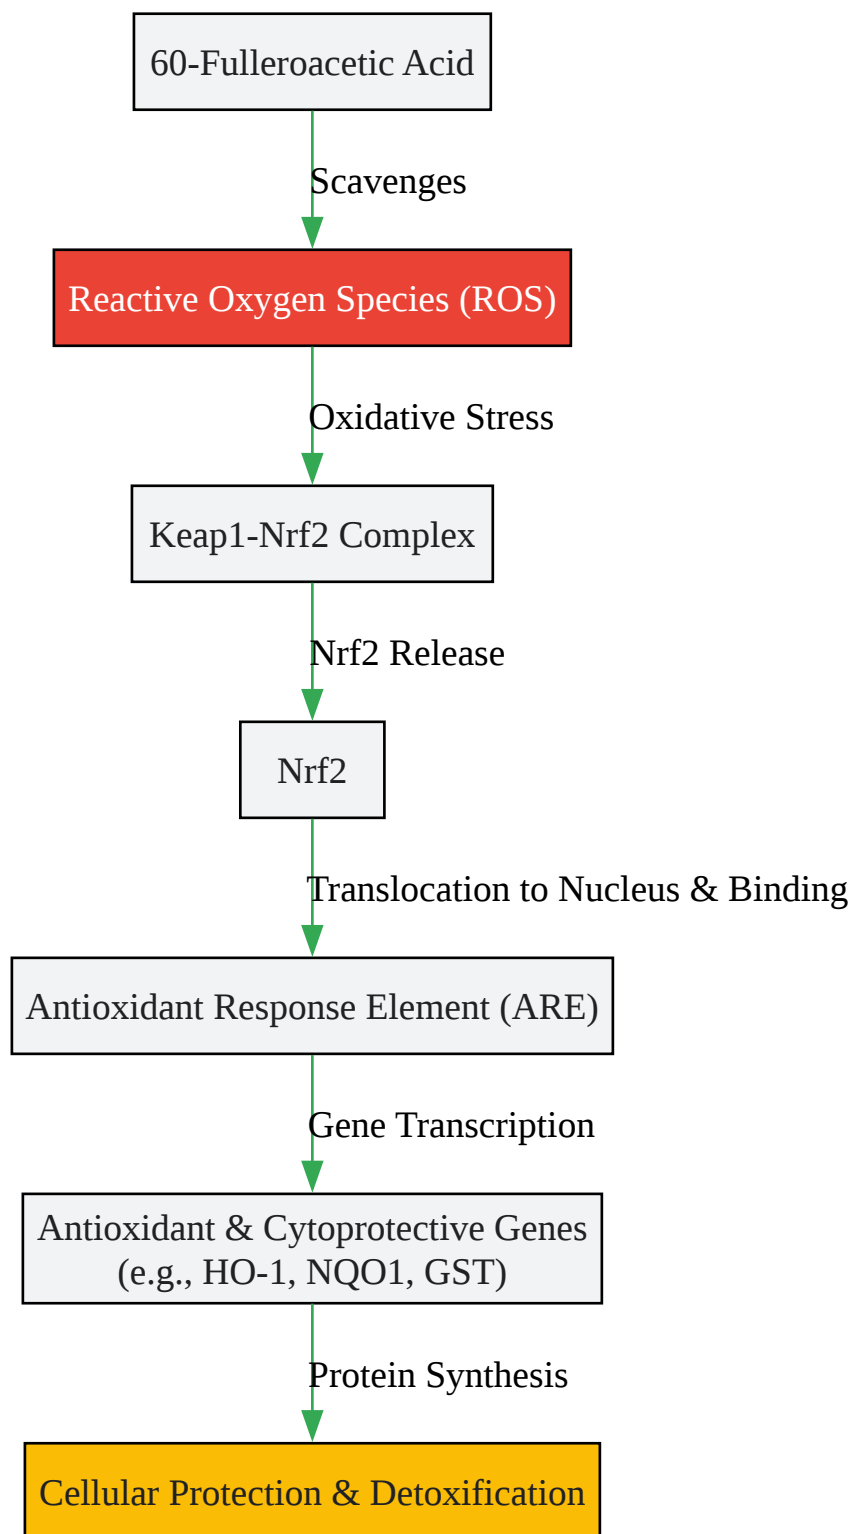 60-Fulleroacetic Acid
Scavenges
Reactive Oxygen Species (ROS)
Oxidative Stress
Keap1-Nrf2 Complex
Nrf2 Release
Nrf2
Translocation to Nucleus & Binding
Antioxidant Response Element (ARE)
Gene Transcription
Antioxidant & Cytoprotective Genes
(e.g., HO-1, NQO1, GST)
Protein Synthesis
Cellular Protection & Detoxification